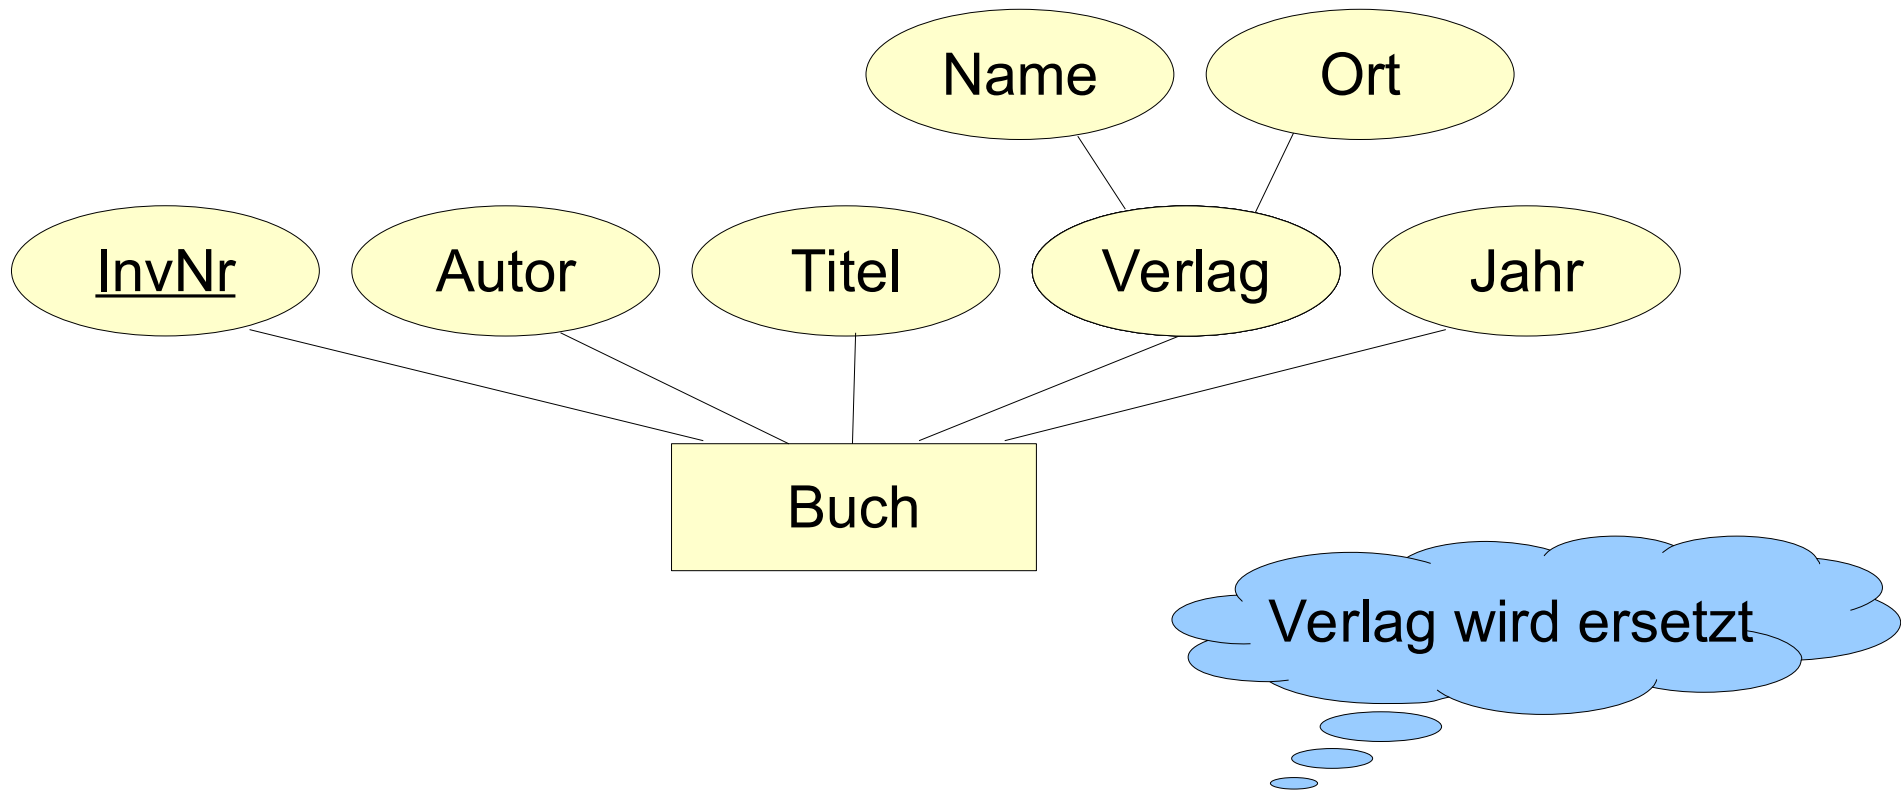 Name
Ort
InvNr
Autor
Titel
Verlag
Jahr
Buch
Verlag wird ersetzt